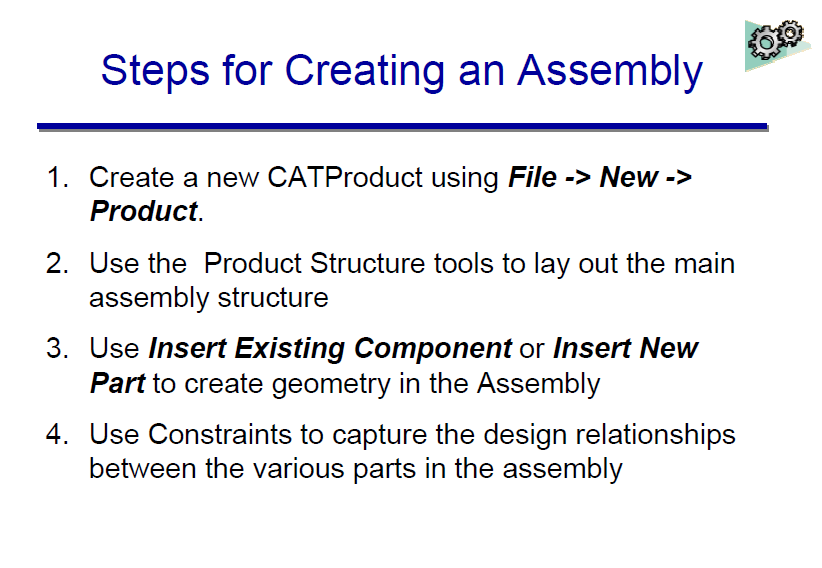 Steps for Creating an Assembly
1. Create a new CATProduct using File -> New ->
Product.
2. Use the  Product Structure tools to lay out the main
assembly structure
3. Use Insert Existing Component or Insert New
Part to create geometry in the Assembly
4. Use Constraints to capture the design relationships
between the various parts in the assembly